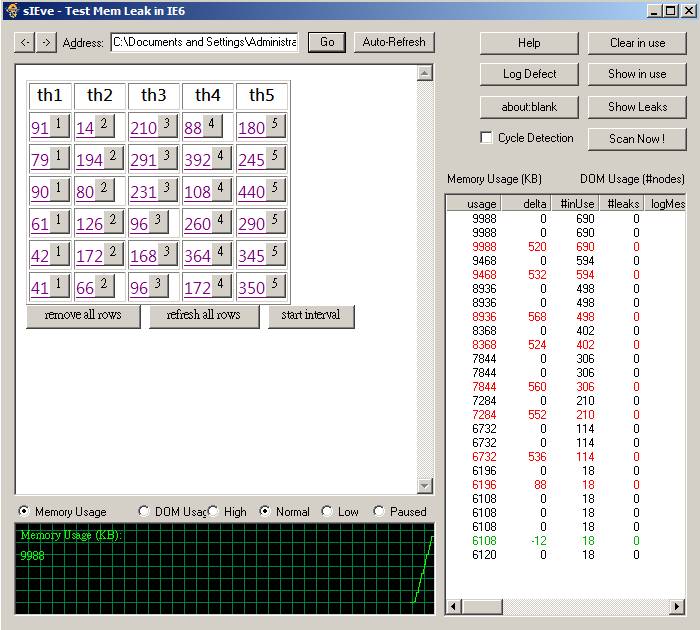 sIEve - Test Mem Leak in IE6
<- -> Address: C:\Documents and Settings\Administra Go Auto-Refresh
Help Clear in use
Log Defect Show in use
about:blank Show Leaks
Cycle Detection Scan Now !
th1 th2 th3 th4 th5
91 1 14 2 210 3 88 4 180 5
79 1 194 2 291 3 392 4 245 5
90 1 80 2 231 3 108 4 440 5
61 1 126 2 96 3 260 4 290 5
42 1 172 2 168 3 364 4 345 5
41 1 66 2 96 3 172 4 350 5
remove all rows refresh all rows start interval
Memory Usage (KB) DOM Usage (#nodes)
usage delta #inUse #leaks logMes
9988 0 690 0
9988 0 690 0
9988 520 690 0
9468 0 594 0
9468 532 594 0
8936 0 498 0
8936 0 498 0
8936 568 498 0
8368 0 402 0
8368 524 402 0
7844 0 306 0
7844 0 306 0
7844 560 306 0
7284 0 210 0
7284 552 210 0
6732 0 114 0
6732 0 114 0
6732 536 114 0
6196 0 18 0
6196 88 18 0
6108 0 18 0
6108 0 18 0
6108 0 18 0
6108 -12 18 0
6120 0 18 0
Memory Usage DOM Usag High Normal Low Paused
Memory Usage (KB):
9988